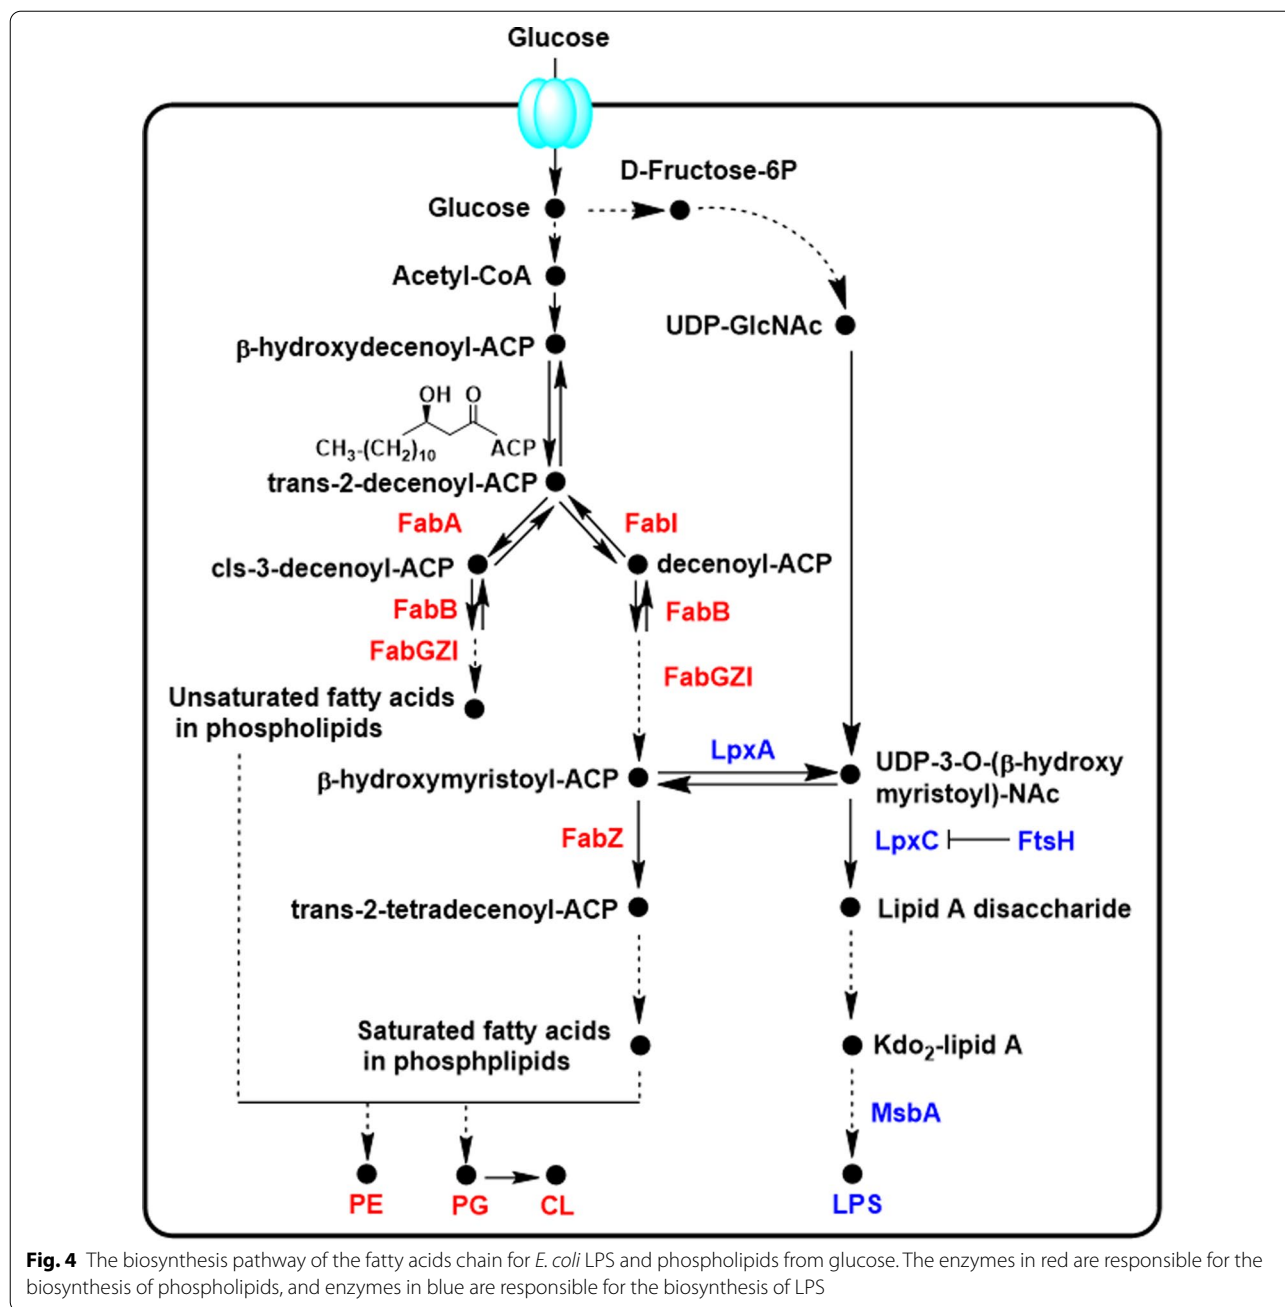 Glucose
D-Fructose-6P
Glucose
Acetyl-CoA
UDP-GlcNAc
β-hydroxydecenoyl-ACP
OH O
CH₃-(CH₂)₁₀ ACP
trans-2-decenoyl-ACP
FabA FabI
cls-3-decenoyl-ACP decenoyl-ACP
FabB FabB
FabGZI
FabGZI
Unsaturated fatty acids
in phospholipids
LpxA
β-hydroxymyristoyl-ACP
UDP-3-O-(β-hydroxy
myristoyl)-NAc
FabZ
LpxC FtsH
trans-2-tetradecenoyl-ACP
Lipid A disaccharide
Saturated fatty acids
in phosphplipids
Kdo₂-lipid A
MsbA
PE PG CL LPS
Fig. 4 The biosynthesis pathway of the fatty acids chain for E. coli LPS and phospholipids from glucose. The enzymes in red are responsible for the
biosynthesis of phospholipids, and enzymes in blue are responsible for the biosynthesis of LPS